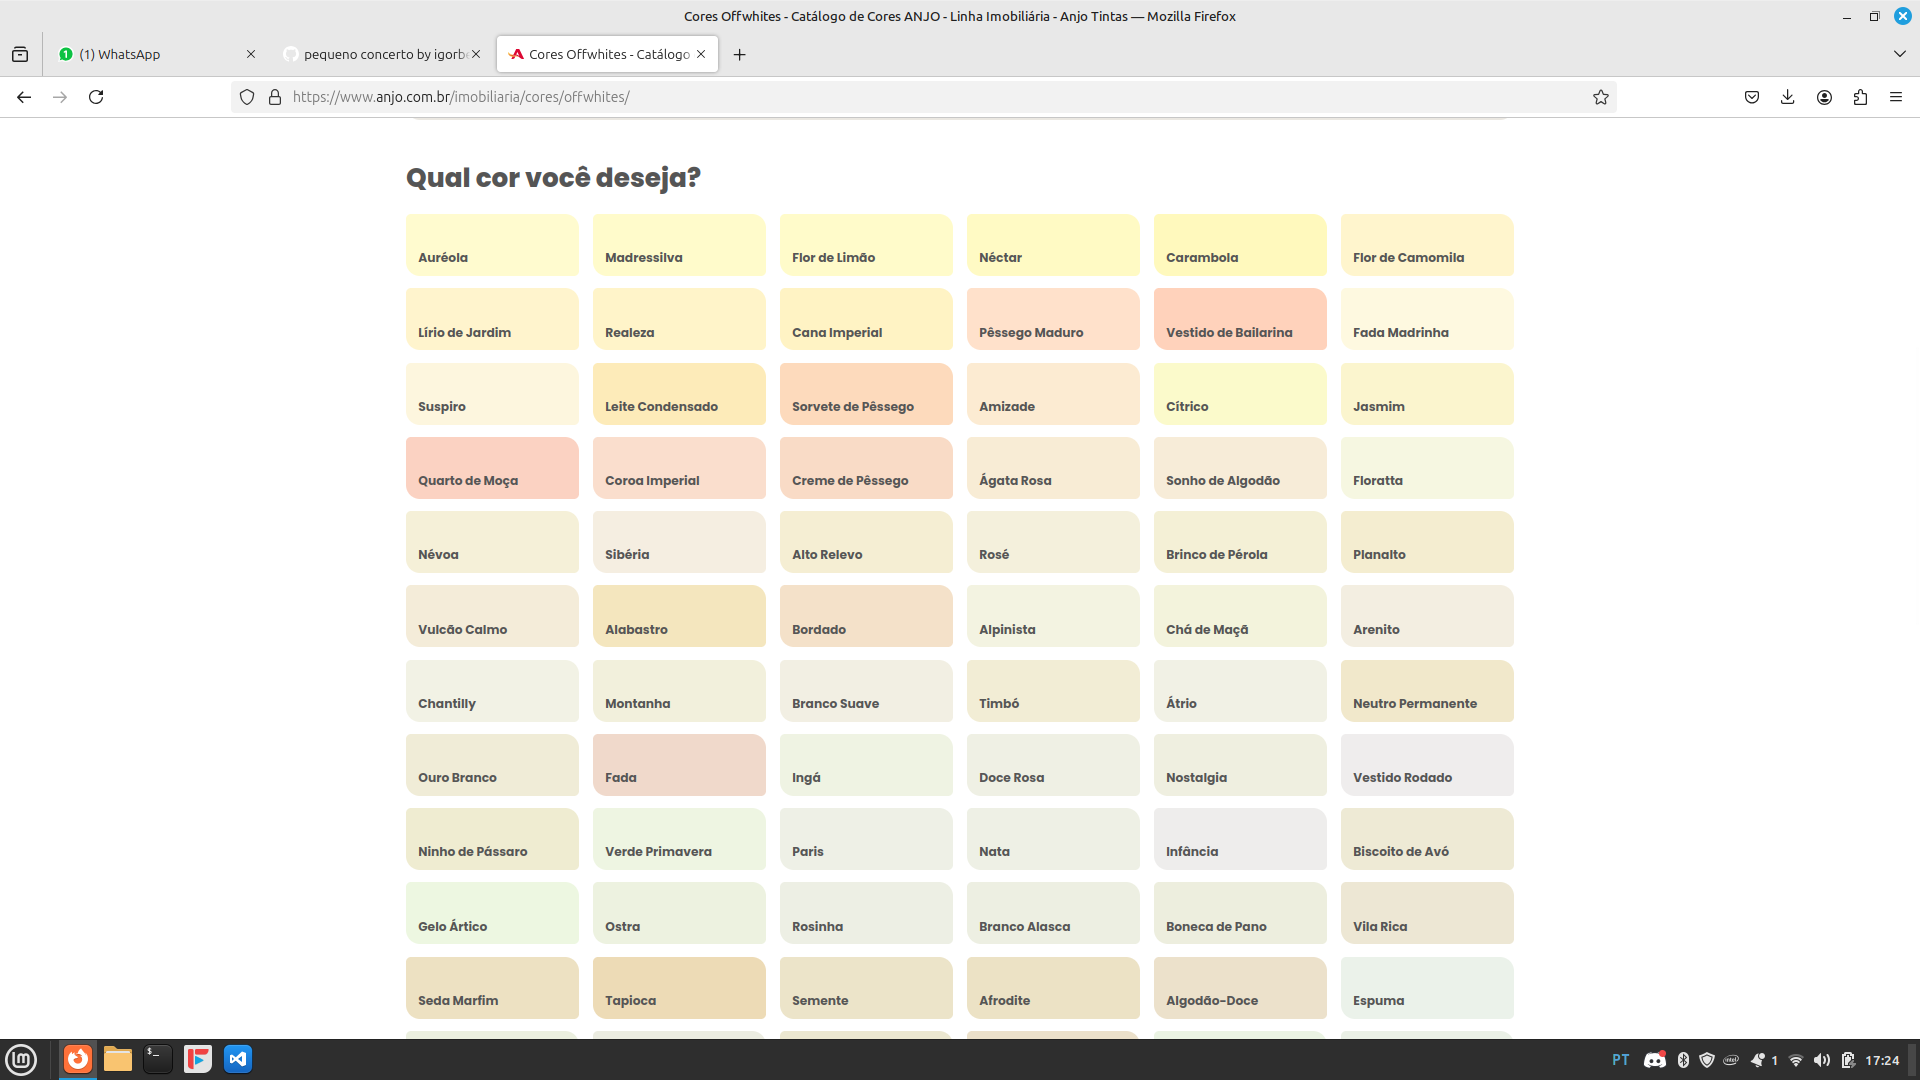 Cores Offwhites - Catálogo de Cores ANJO - Linha Imobiliária - Anjo Tintas — Mozilla Firefox
(1) WhatsApp
pequeno concerto by igorb
Cores Offwhites - Catálogo
https://www.anjo.com.br/imobiliaria/cores/offwhites/
Qual cor você deseja?
Auréola Madressilva Flor de Limão Néctar Carambola Flor de Camomila
Lírio de Jardim Realeza Cana Imperial Pêssego Maduro Vestido de Bailarina Fada Madrinha
Suspiro Leite Condensado Sorvete de Pêssego Amizade Cítrico Jasmim
Quarto de Moça Coroa Imperial Creme de Pêssego Ágata Rosa Sonho de Algodão Floratta
Névoa Sibéria Alto Relevo Rosé Brinco de Pérola Planalto
Vulcão Calmo Alabastro Bordado Alpinista Chá de Maçã Arenito
Chantilly Montanha Branco Suave Timbó Átrio Neutro Permanente
Ouro Branco Fada Ingá Doce Rosa Nostalgia Vestido Rodado
Ninho de Pássaro Verde Primavera Paris Nata Infância Biscoito de Avó
Gelo Ártico Ostra Rosinha Branco Alasca Boneca de Pano Vila Rica
Seda Marfim Tapioca Semente Afrodite Algodão-Doce Espuma
PT 1 17:24